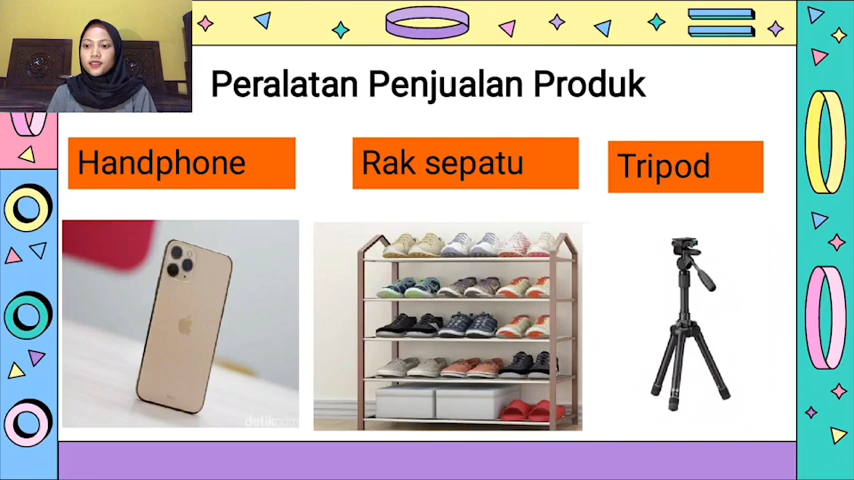 Peralatan Penjualan Produk
Handphone
Rak sepatu
Tripod
detikcom